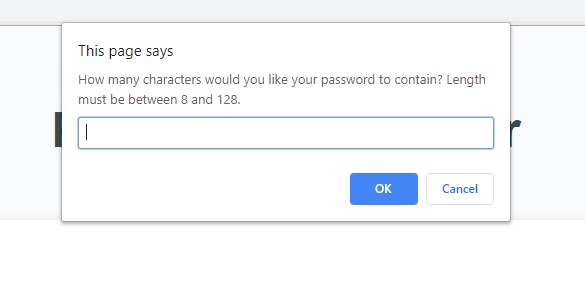 This page says
How many characters would you like your password to contain? Length
must be between 8 and 128.
OK
Cancel